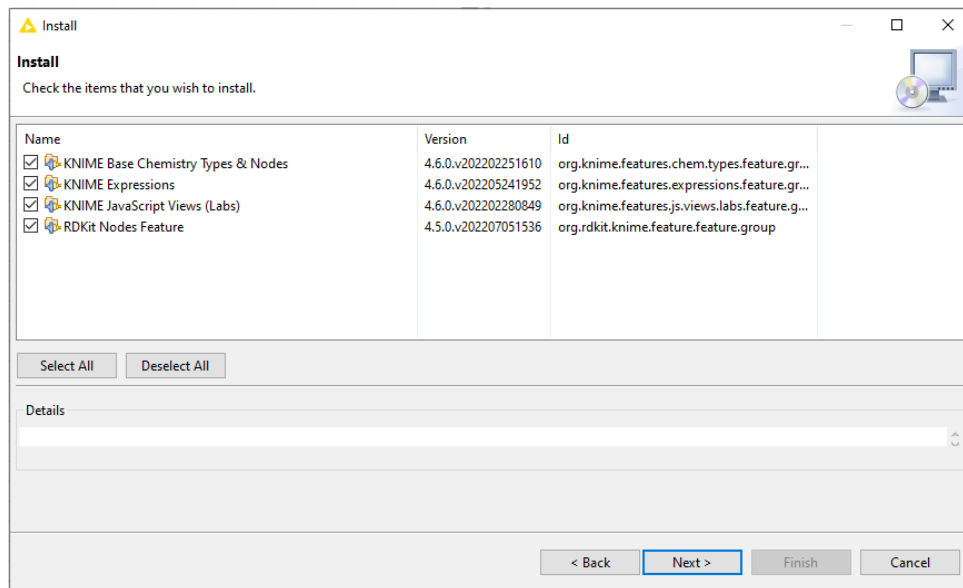 Install
Install
Check the items that you wish to install.
Name Version Id
KNIME Base Chemistry Types & Nodes 4.6.0.v202202251610 org.knime.features.chem.types.feature.gr...
KNIME Expressions 4.6.0.v202205241952 org.knime.features.expressions.feature.gr...
KNIME JavaScript Views (Labs) 4.6.0.v202202280849 org.knime.features.js.views.labs.feature.g...
RDKit Nodes Feature 4.5.0.v202207051536 org.rdkit.knime.feature.feature.group
Select All Deselect All
Details
< Back Next > Finish Cancel